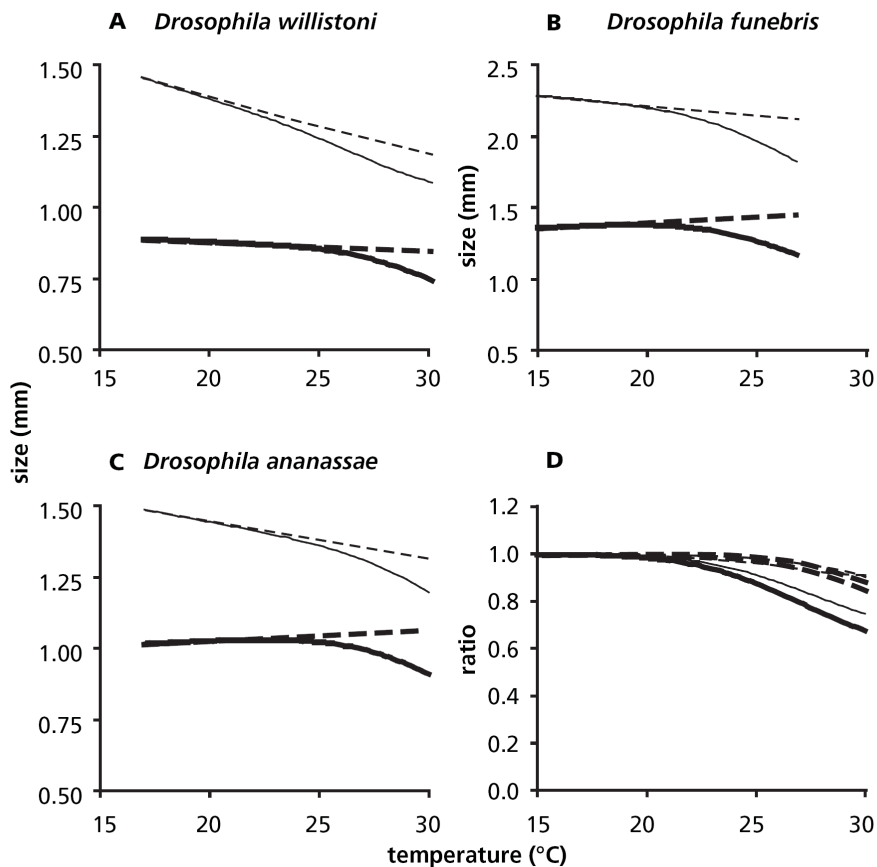 A Drosophila willistoni
1.50
1.25
1.00
0.75
0.50
15 20 25 30
B Drosophila funebris
2.5
2.0
1.5
1.0
0.5
size (mm)
15 20 25 30
size (mm)
C Drosophila ananassae
1.50
1.25
1.00
0.75
0.50
15 20 25 30
D
1.2
1.0
0.8
0.6
0.4
0.2
0.0
ratio
15 20 25 30
temperature (°C)